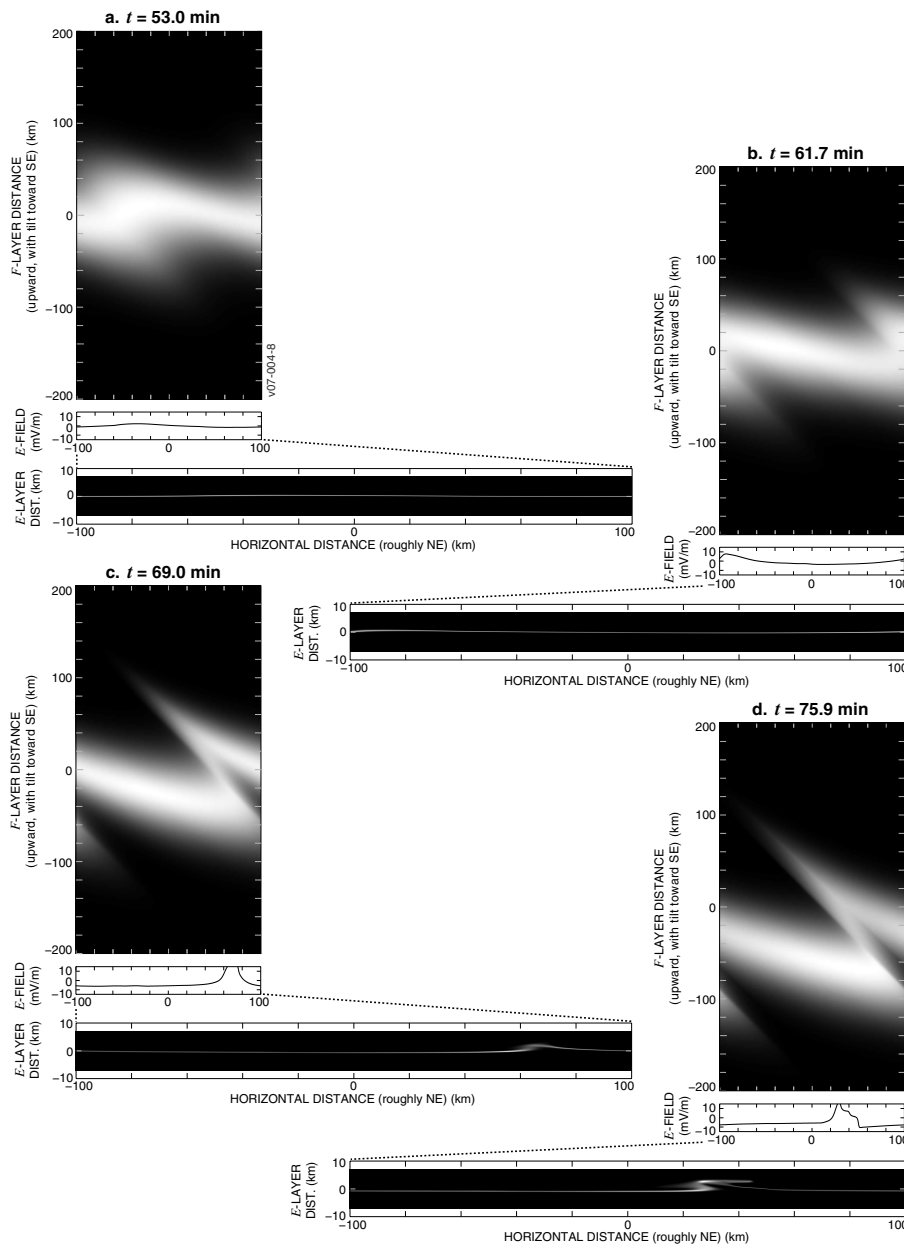 a. t = 53.0 min
200
100
0
−100
−200
F-LAYER DISTANCE
(upward, with tilt toward SE) (km)
v07-004-8
E-FIELD
(mV/m)
10
0
−10
−100
0
100
E-LAYER
DIST. (km)
10
0
−10
−100
0
100
HORIZONTAL DISTANCE (roughly NE) (km)
b. t = 61.7 min
200
100
0
−100
−200
F-LAYER DISTANCE
(upward, with tilt toward SE) (km)
E-FIELD
(mV/m)
10
0
−10
−100
0
100
E-LAYER
DIST. (km)
10
0
−10
−100
0
100
HORIZONTAL DISTANCE (roughly NE) (km)
c. t = 69.0 min
200
100
0
−100
−200
F-LAYER DISTANCE
(upward, with tilt toward SE) (km)
E-FIELD
(mV/m)
10
0
−10
−100
0
100
E-LAYER
DIST. (km)
10
0
−10
−100
0
100
HORIZONTAL DISTANCE (roughly NE) (km)
d. t = 75.9 min
200
100
0
−100
−200
F-LAYER DISTANCE
(upward, with tilt toward SE) (km)
E-FIELD
(mV/m)
10
0
−10
−100
0
100
E-LAYER
DIST. (km)
10
0
−10
−100
0
100
HORIZONTAL DISTANCE (roughly NE) (km)